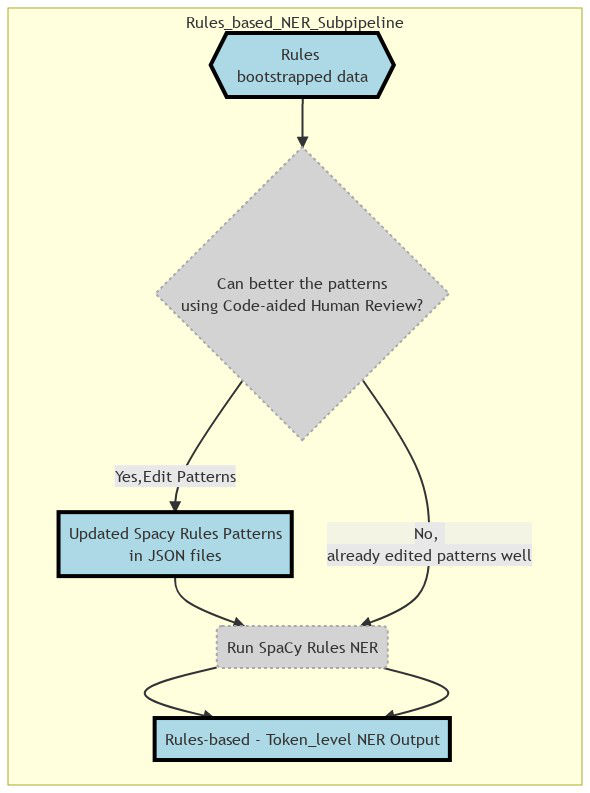 Rules_based_NER_Subpipeline
Rules
bootstrapped data
Can better the patterns
using Code-aided Human Review?
Yes,Edit Patterns
Updated Spacy Rules Patterns
in JSON files
No,
already edited patterns well
Run SpaCy Rules NER
Rules-based - Token_level NER Output